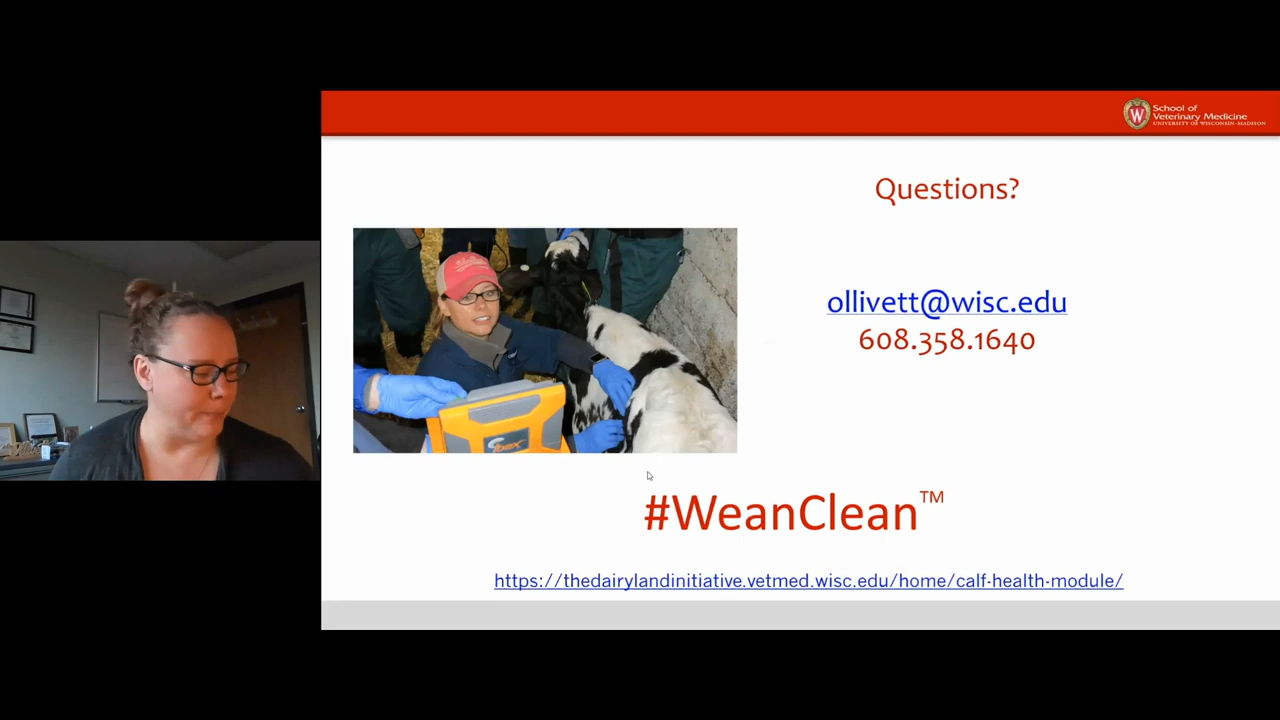 School of
Veterinary Medicine
UNIVERSITY OF WISCONSIN-MADISON
Questions?
ollivett@wisc.edu
608.358.1640
#WeanClean™
https://thedairylandinitiative.vetmed.wisc.edu/home/calf-health-module/